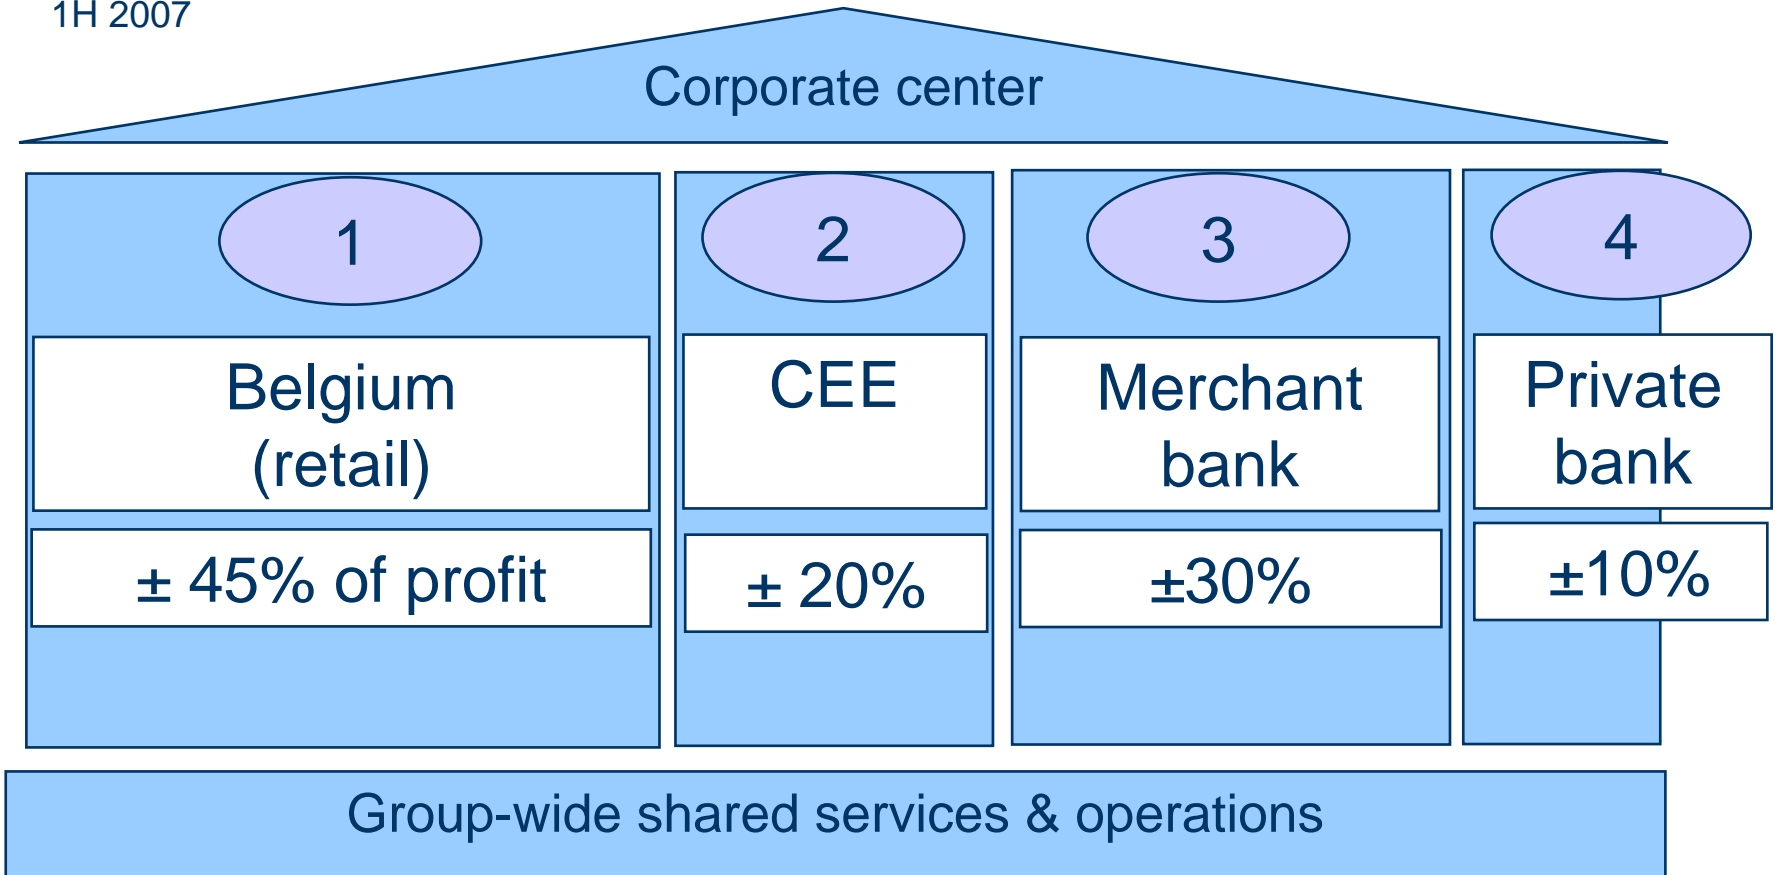 1H 2007
Corporate center
1
2
3
4
Belgium
(retail)
CEE
Merchant
bank
Private
bank
± 45% of profit
± 20%
±30%
±10%
Group-wide shared services & operations